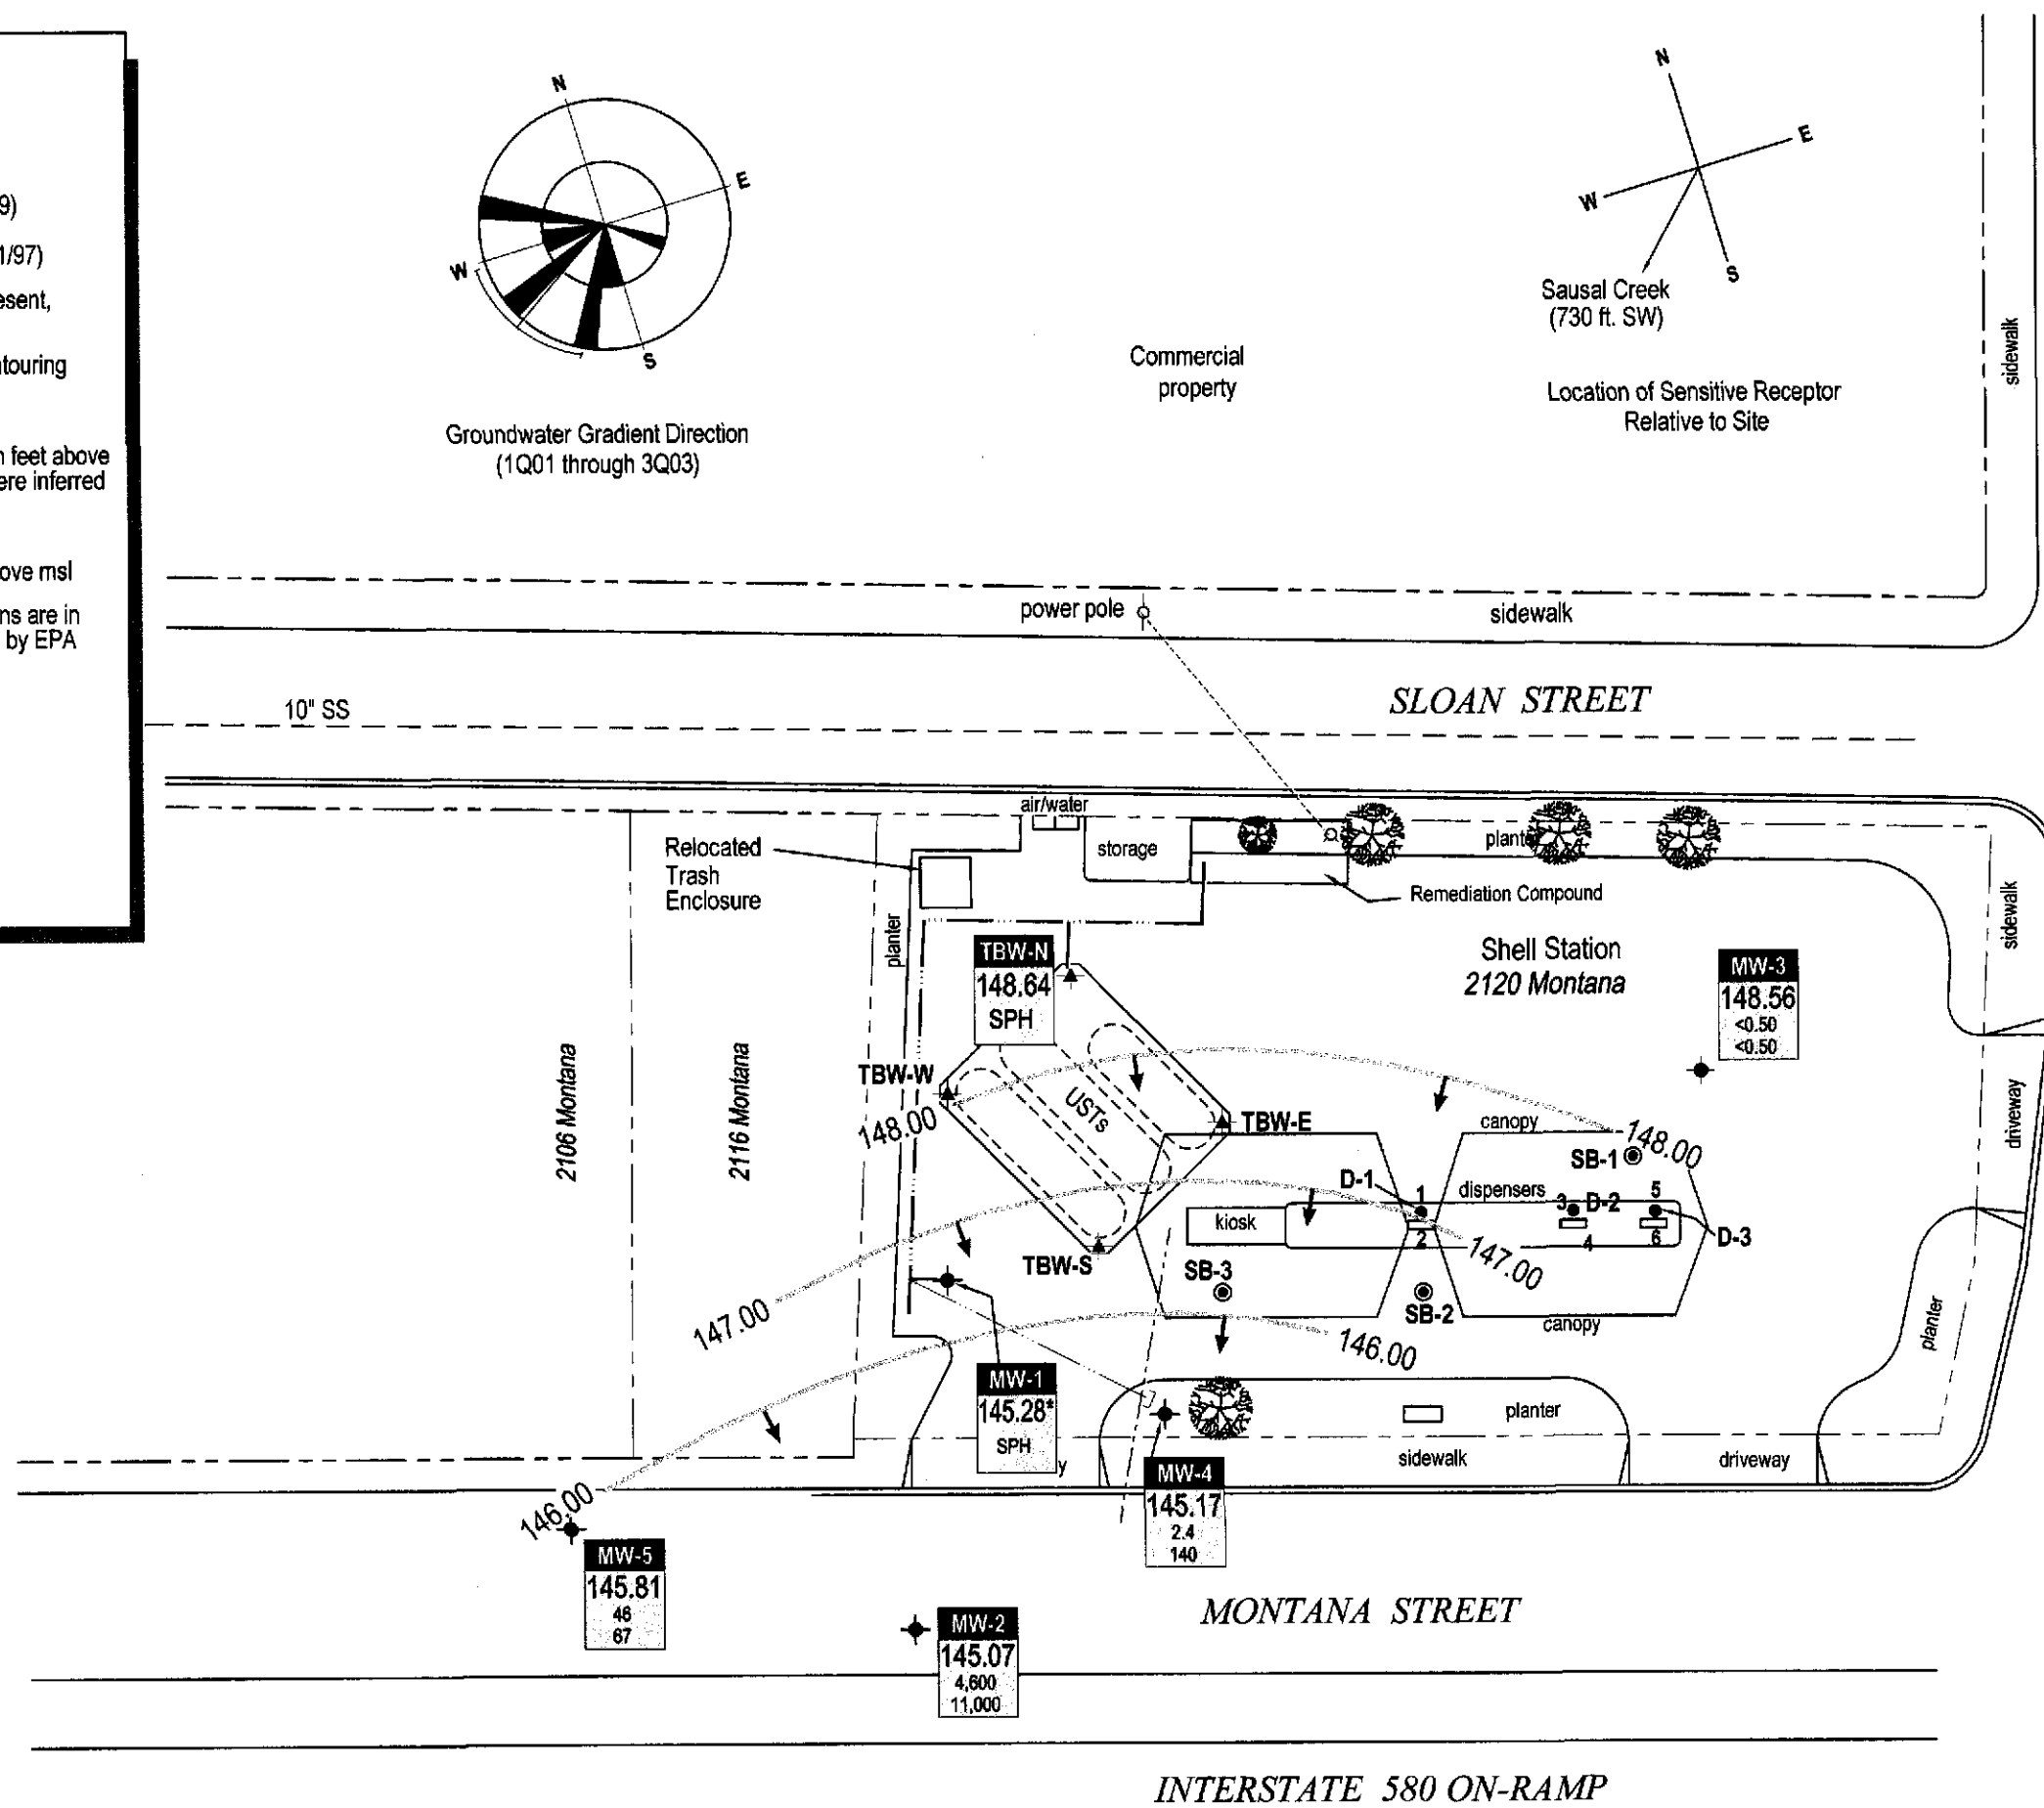 9)
1/97)
esent,
ntouring
n feet above
ere inferred
ove msl
ns are in
by EPA
N
E
W
S
Groundwater Gradient Direction
(1Q01 through 3Q03)
Commercial
property
N
E
W
S
Sausal Creek
(730 ft. SW)
Location of Sensitive Receptor
Relative to Site
sidewalk
power pole
sidewalk
10" SS
SLOAN STREET
air/water
storage
planter
Relocated
Trash
Enclosure
Remediation Compound
planter
sidewalk
Shell Station
2120 Montana
TBW-N
148.64
SPH
MW-3
148.56
<0.50
<0.50
2106 Montana
2116 Montana
TBW-W
148.00
USTs
TBW-E
canopy
148.00
SB-1
driveway
D-1
1
dispensers
3
D-2
5
kiosk
2
4
6
D-3
147.00
TBW-S
SB-3
SB-2
canopy
147.00
146.00
planter
MW-1
145.28*
SPH
y
planter
sidewalk
driveway
MW-4
145.17
2.4
140
146.00
MW-5
145.81
46
67
MW-2
145.07
4,600
11,000
MONTANA STREET
INTERSTATE 580 ON-RAMP